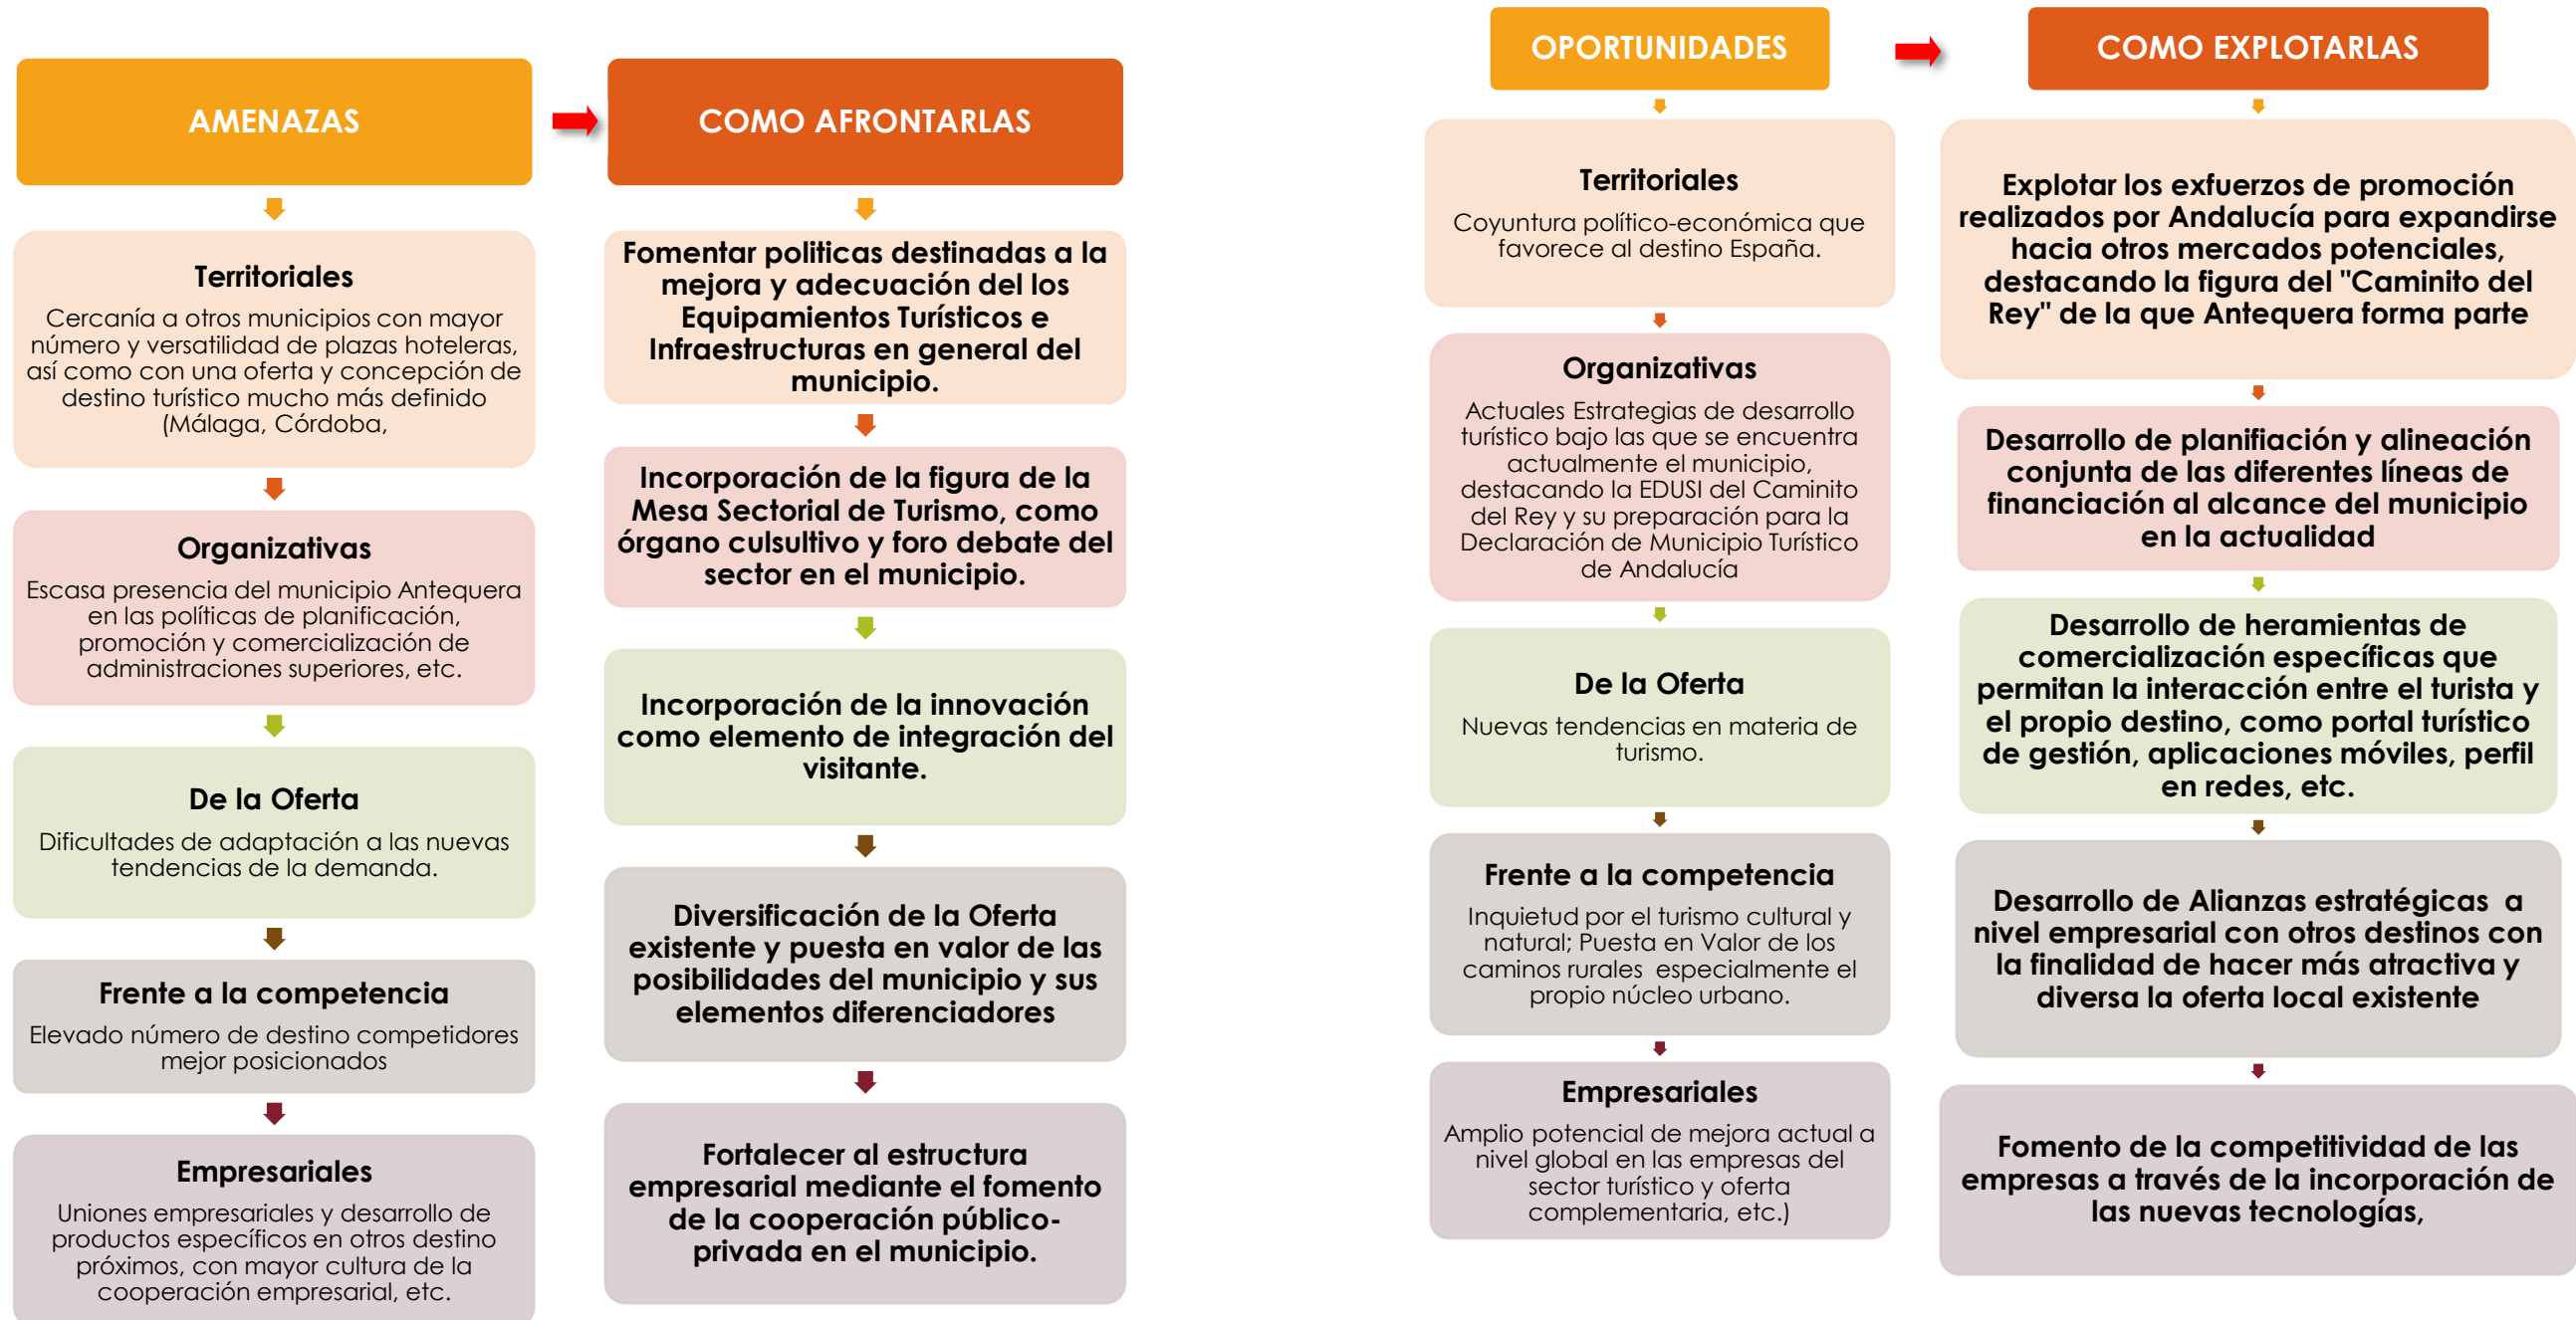 AMENAZAS
Territoriales
Cercanía a otros municipios con mayor
número y versatilidad de plazas hoteleras,
así como con una oferta y concepción de
destino turístico mucho más definido
(Málaga, Córdoba,
Organizativas
Escasa presencia del municipio Antequera
en las políticas de planificación,
promoción y comercialización de
administraciones superiores, etc.
De la Oferta
Dificultades de adaptación a las nuevas
tendencias de la demanda.
Frente a la competencia
Elevado número de destino competidores
mejor posicionados
Empresariales
Uniones empresariales y desarrollo de
productos específicos en otros destino
próximos, con mayor cultura de la
cooperación empresarial, etc.
COMO AFRONTARLAS
Fomentar politicas destinadas a la
mejora y adecuación del los
Equipamientos Turísticos e
Infraestructuras en general del
municipio.
Incorporación de la figura de la
Mesa Sectorial de Turismo, como
órgano culsultivo y foro debate del
sector en el municipio.
Incorporación de la innovación
como elemento de integración del
visitante.
Diversificación de la Oferta
existente y puesta en valor de las
posibilidades del municipio y sus
elementos diferenciadores
Fortalecer al estructura
empresarial mediante el fomento
de la cooperación público-
privada en el municipio.
OPORTUNIDADES
Territoriales
Coyuntura político-económica que
favorece al destino España.
Organizativas
Actuales Estrategias de desarrollo
turístico bajo las que se encuentra
actualmente el municipio,
destacando la EDUSI del Caminito
del Rey y su preparación para la
Declaración de Municipio Turístico
de Andalucía
De la Oferta
Nuevas tendencias en materia de
turismo.
Frente a la competencia
Inquietud por el turismo cultural y
natural; Puesta en Valor de los
caminos rurales especialmente el
propio núcleo urbano.
Empresariales
Amplio potencial de mejora actual a
nivel global en las empresas del
sector turístico y oferta
complementaria, etc.)
COMO EXPLOTARLAS
Explotar los exfuerzos de promoción
realizados por Andalucía para expandirse
hacia otros mercados potenciales,
destacando la figura del "Caminito del
Rey" de la que Antequera forma parte
Desarrollo de planifiación y alineación
conjunta de las diferentes líneas de
financiación al alcance del municipio
en la actualidad
Desarrollo de heramientas de
comercialización específicas que
permitan la interacción entre el turista y
el propio destino, como portal turístico
de gestión, aplicaciones móviles, perfil
en redes, etc.
Desarrollo de Alianzas estratégicas a
nivel empresarial con otros destinos con
la finalidad de hacer más atractiva y
diversa la oferta local existente
Fomento de la competitividad de las
empresas a través de la incorporación de
las nuevas tecnologías,